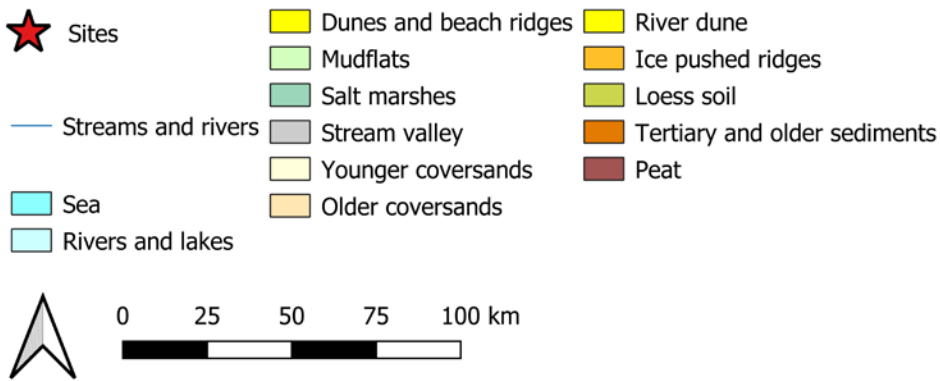 Sites
Streams and rivers
Sea
Rivers and lakes
Dunes and beach ridges
Mudflats
Salt marshes
Stream valley
Younger coversands
Older coversands
River dune
Ice pushed ridges
Loess soil
Tertiary and older sediments
Peat
0 25 50 75 100 km